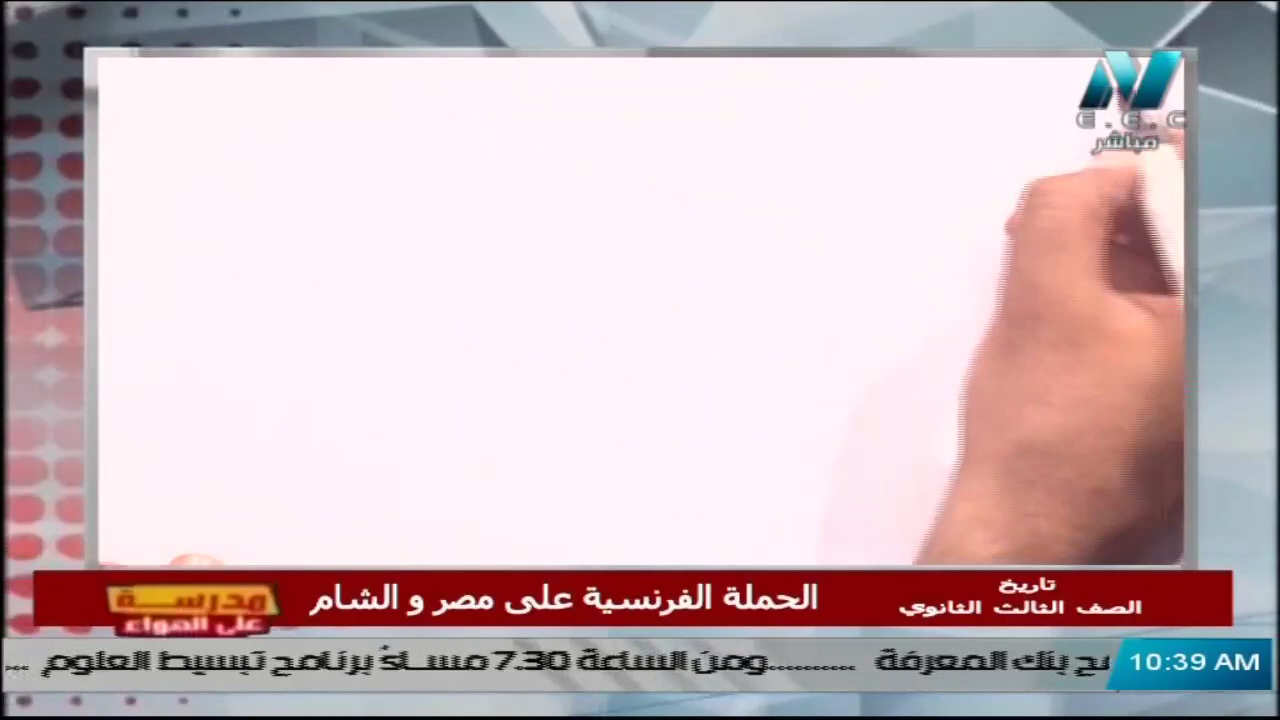 E.E.C
مباشر
تاريخ
الصف الثالث الثانوي
الحملة الفرنسية على مصر و الشام
مدرسة
على الهواء
10:39 AM
بنك المعرفة ..........ومن الساعة 7.30 مساءً برنامج تبسيط العلوم ...